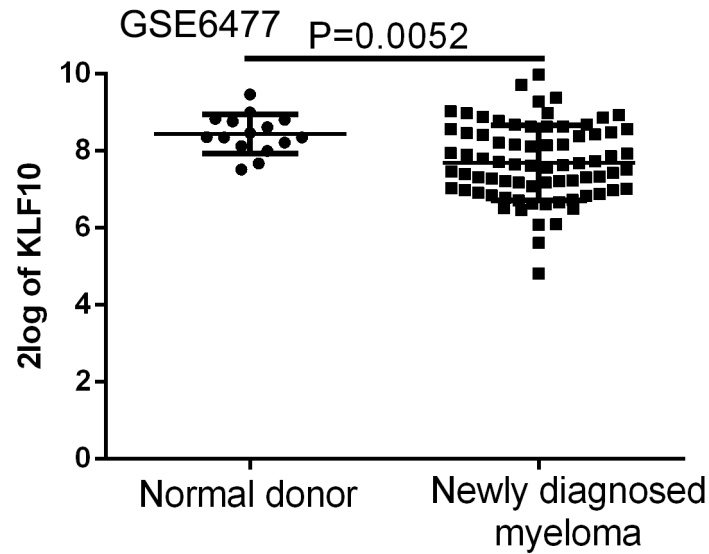 GSE6477
P=0.0052
10
8
6
4
2
0
2log of KLF10
Normal donor
Newly diagnosed
myeloma